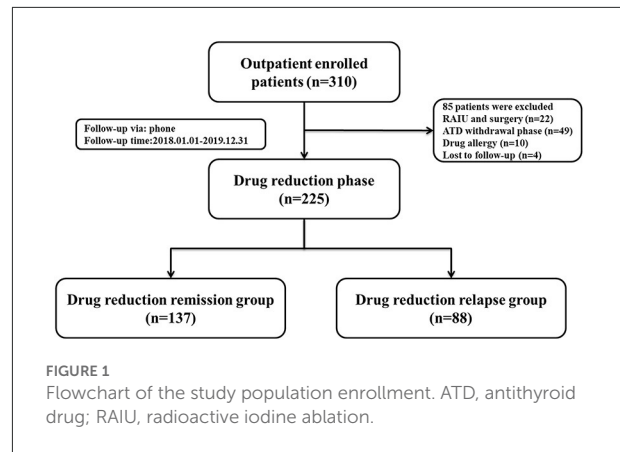 Outpatient enrolled
patients (n=310)
85 patients were excluded
RAIU and surgery (n=22)
ATD withdrawal phase (n=49)
Drug allergy (n=10)
Lost to follow-up (n=4)
Follow-up via: phone
Follow-up time:2018.01.01-2019.12.31
Drug reduction phase
(n=225)
Drug reduction remission group
(n=137)
Drug reduction relapse group
(n=88)
FIGURE 1
Flowchart of the study population enrollment. ATD, antithyroid
drug; RAIU, radioactive iodine ablation.